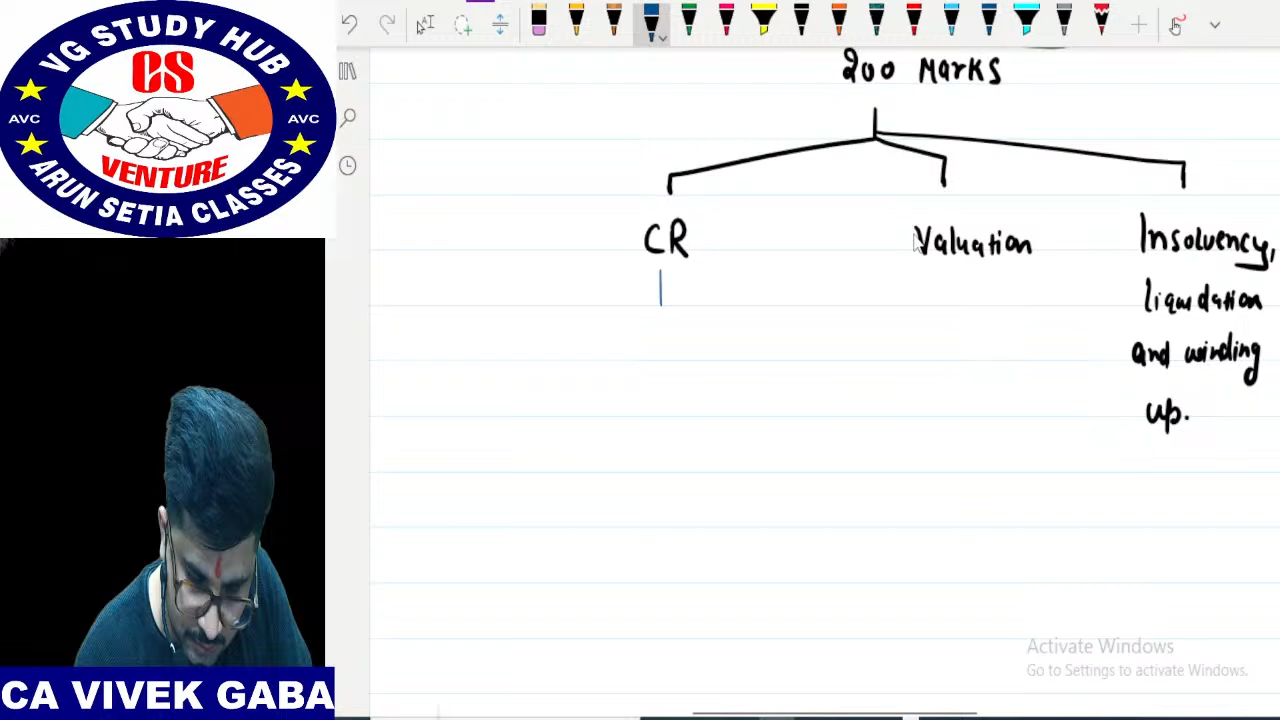 VG STUDY HUB
CS
AVC
AVC
VENTURE
ARUN SETIA CLASSES
200 Marks
CR
Valuation
Insolvency,
liquidation
and winding
up.
Activate Windows
Go to Settings to activate Windows.
CA VIVEK GABA